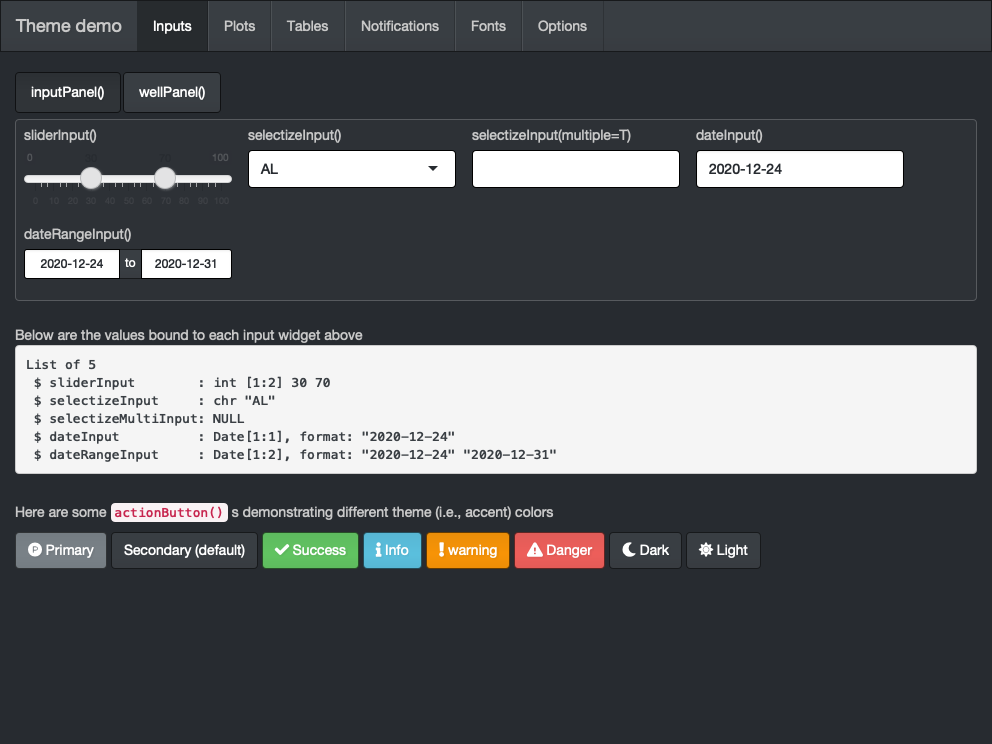 Theme demo Inputs Plots Tables Notifications Fonts Options
inputPanel() wellPanel()
sliderInput() selectizeInput() selectizeInput(multiple=T) dateInput()
0 100
AL 2020-12-24
0 10 20 30 40 50 60 70 80 90 100
dateRangeInput()
2020-12-24 to 2020-12-31
Below are the values bound to each input widget above
List of 5
 $ sliderInput        : int [1:2] 30 70
 $ selectizeInput     : chr "AL"
 $ selectizeMultiInput: NULL
 $ dateInput          : Date[1:1], format: "2020-12-24"
 $ dateRangeInput     : Date[1:2], format: "2020-12-24" "2020-12-31"
Here are some actionButton() s demonstrating different theme (i.e., accent) colors
Primary Secondary (default) Success Info warning Danger Dark Light